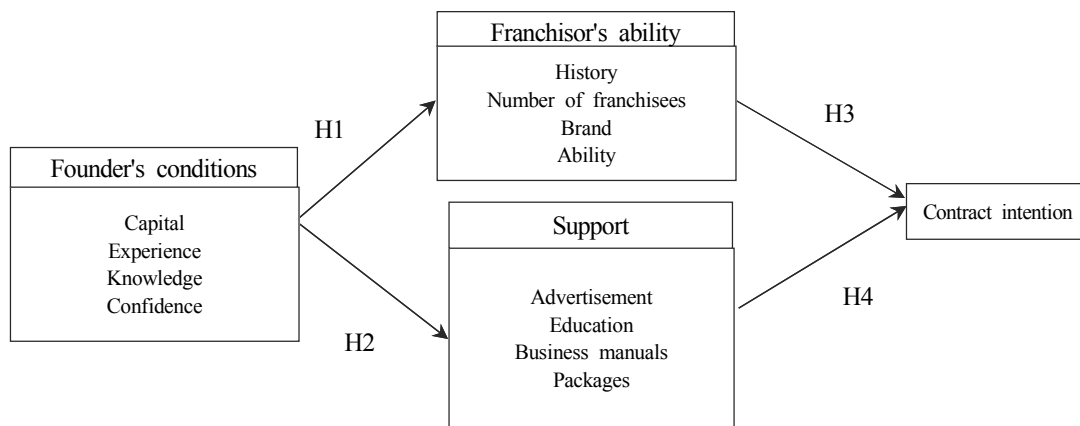 Founder's conditions
Capital
Experience
Knowledge
Confidence
H1
H2
Franchisor's ability
History
Number of franchisees
Brand
Ability
Support
Advertisement
Education
Business manuals
Packages
H3
H4
Contract intention